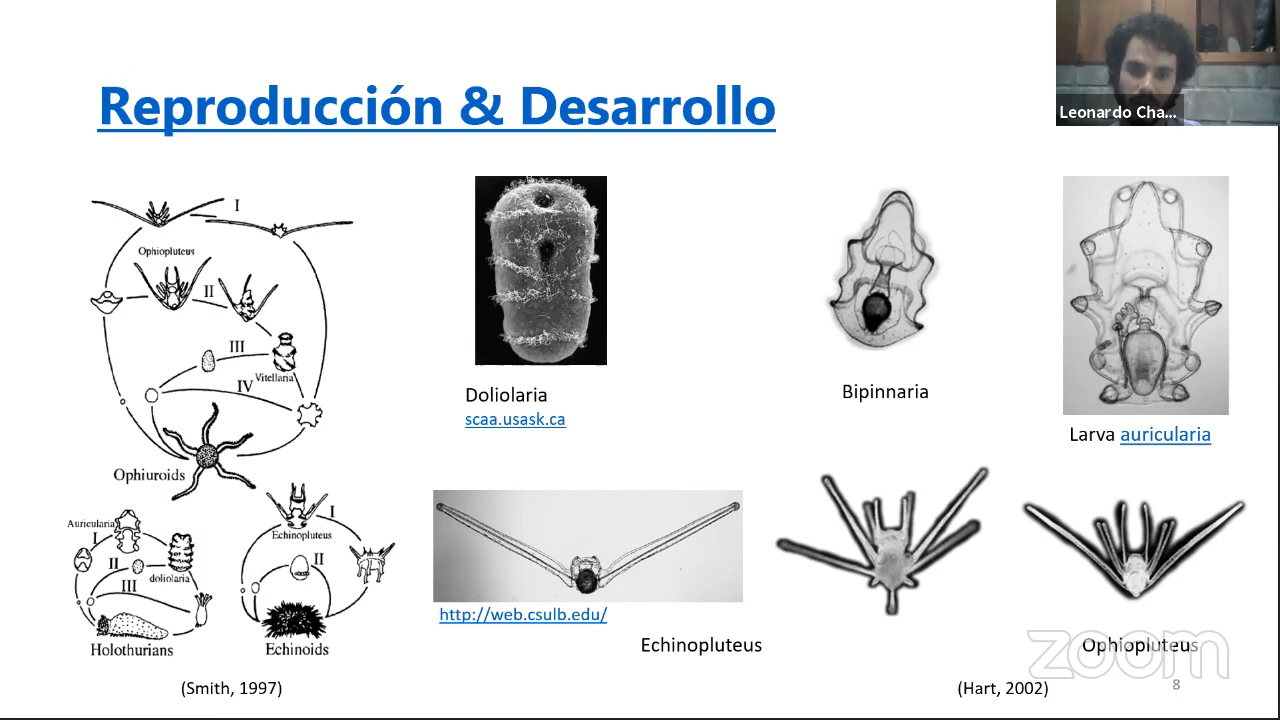 Leonardo Cha...
Reproducción & Desarrollo
I
Ophiopluteus
II
III
Vitellaria
IV
Ophiuroids
Auricularia
I
II
doliolaria
III
Holothurians
I
Echinopluteus
II
Echinoids
(Smith, 1997)
Doliolaria
scaa.usask.ca
Bipinnaria
Larva auricularia
http://web.csulb.edu/
Echinopluteus
Ophiopluteus
(Hart, 2002)
zoom
8